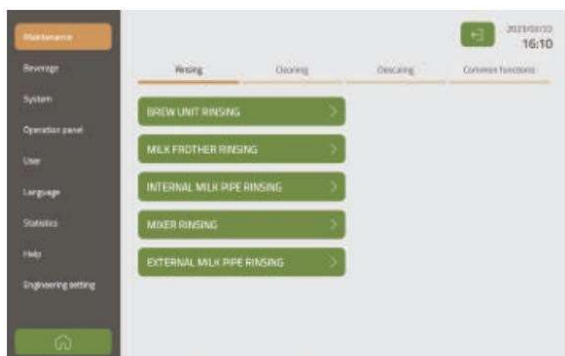 Maintenance
16:10
Beverage
Rinsing
Cleaning
Descaling
Common functions
System
BREW UNIT RINSING
Operation panel
MILK FROTHER RINSING
User
INTERNAL MILK PIPE RINSING
Language
Statistics
MIXER RINSING
Help
EXTERNAL MILK PIPE RINSING
Engineering setting